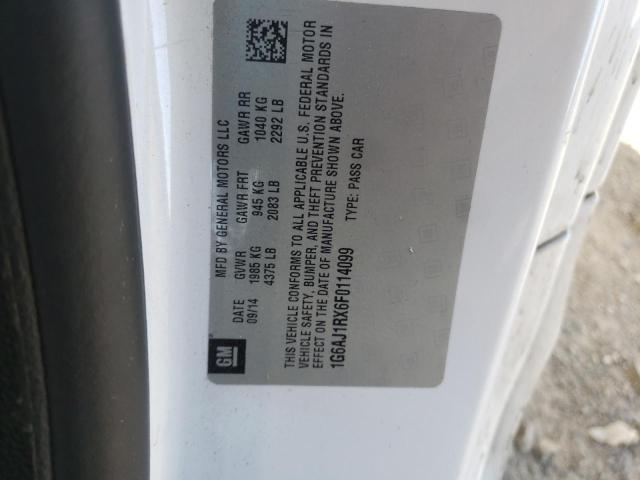 GM
MFD BY GENERAL MOTORS LLC
DATE GVWR GAWR FRT GAWR RR
09/14 1985 KG 945 KG 1040 KG
4375 LB 2083 LB 2292 LB
THIS VEHICLE CONFORMS TO ALL APPLICABLE U.S. FEDERAL MOTOR
VEHICLE SAFETY, BUMPER, AND THEFT PREVENTION STANDARDS IN
EFFECT ON THE DATE OF MANUFACTURE SHOWN ABOVE.
1G6AJ1RX6F0114099 TYPE: PASS CAR